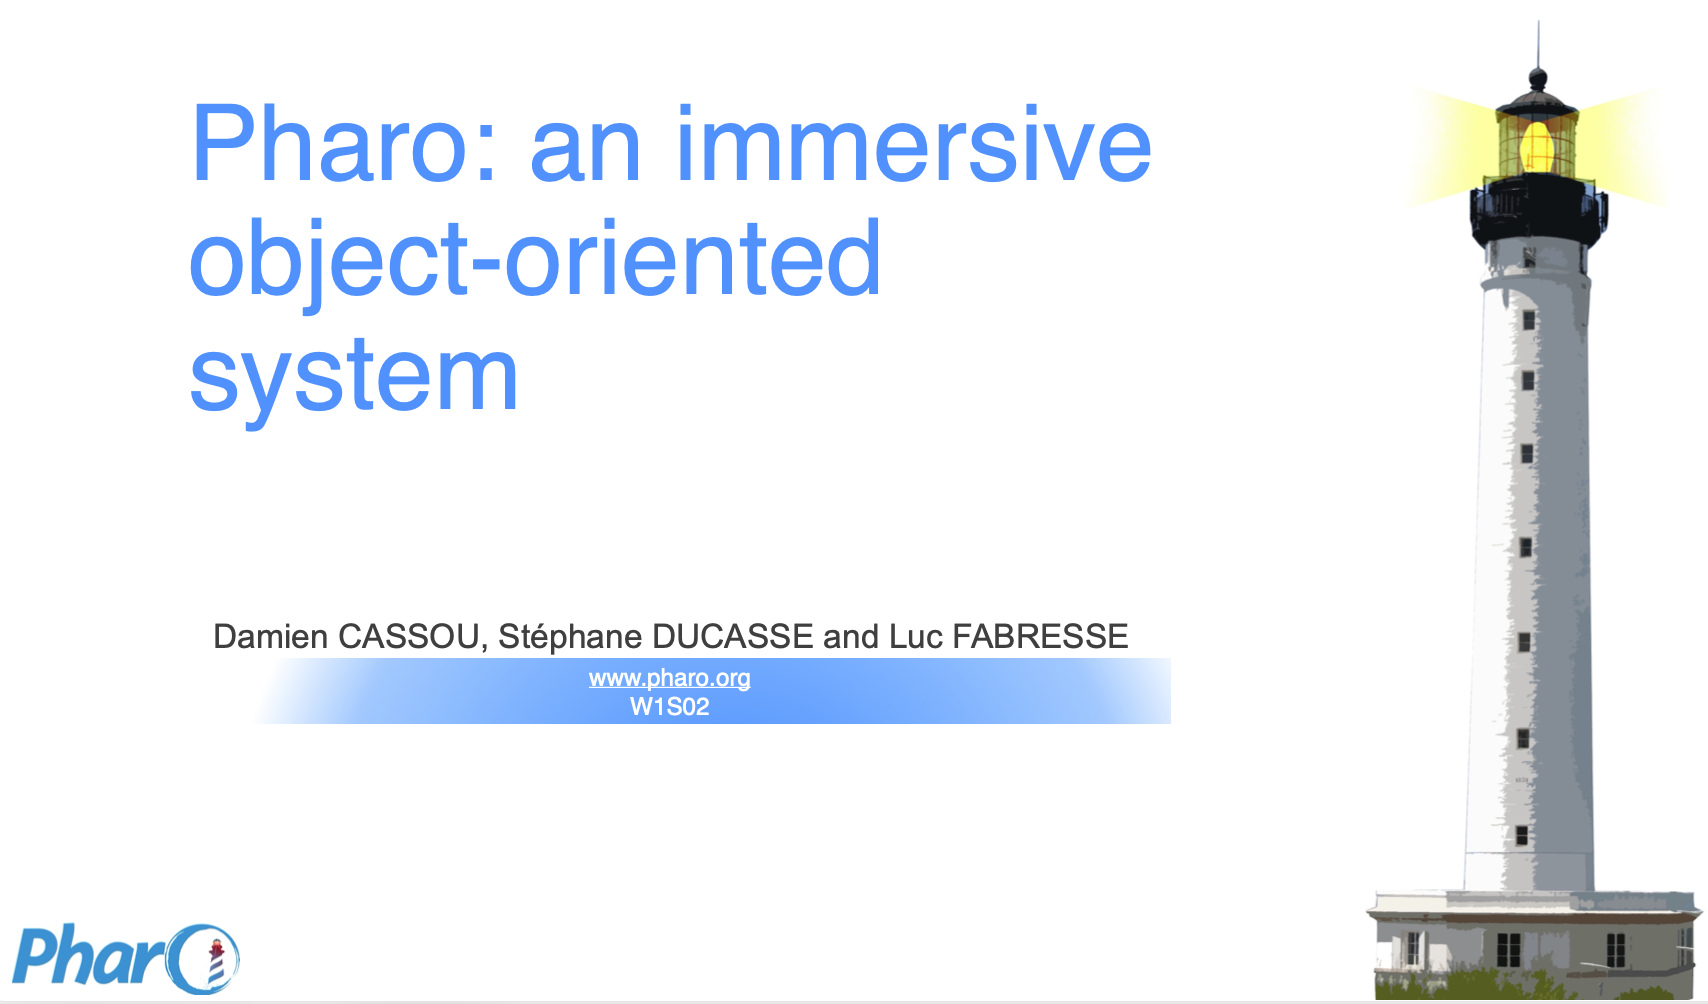 Pharo: an immersive
object-oriented
system
Damien CASSOU, Stéphane DUCASSE and Luc FABRESSE
www.pharo.org
W1S02
Pharo